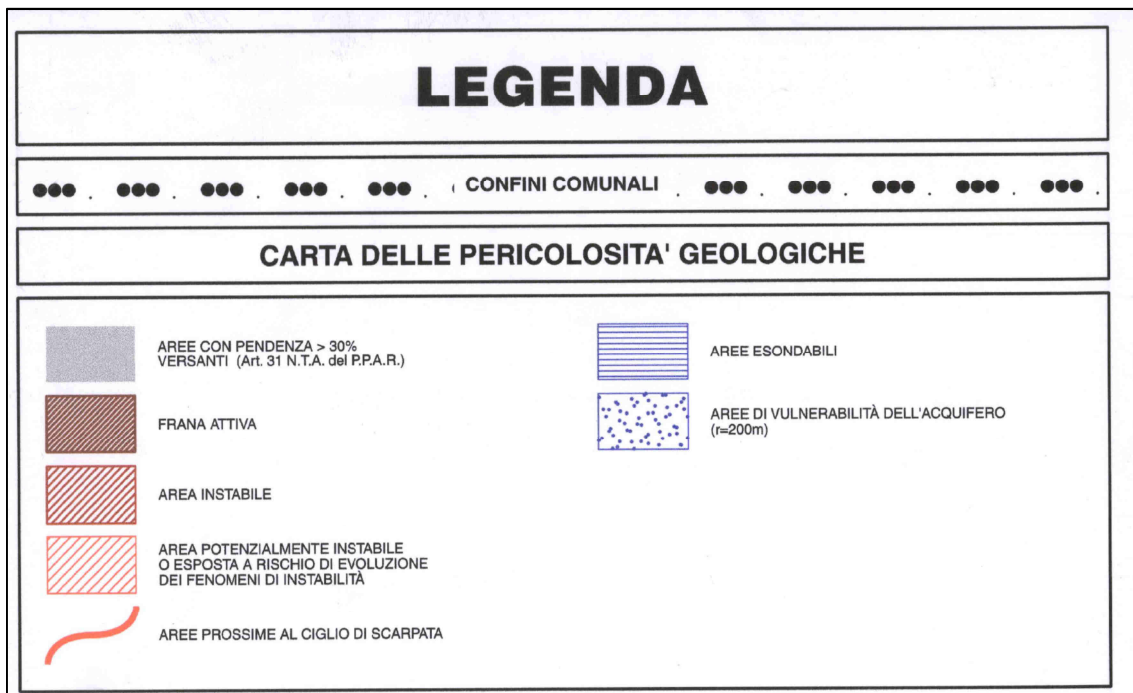 LEGENDA
CONFINI COMUNALI
CARTA DELLE PERICOLOSITA' GEOLOGICHE
AREE CON PENDENZA > 30%
VERSANTI (Art. 31 N.T.A. del P.P.A.R.)
FRANA ATTIVA
AREA INSTABILE
AREA POTENZIALMENTE INSTABILE
O ESPOSTA A RISCHIO DI EVOLUZIONE
DEI FENOMENI DI INSTABILITÀ
AREE PROSSIME AL CIGLIO DI SCARPATA
AREE ESONDABILI
AREE DI VULNERABILITÀ DELL'ACQUIFERO
(r=200m)